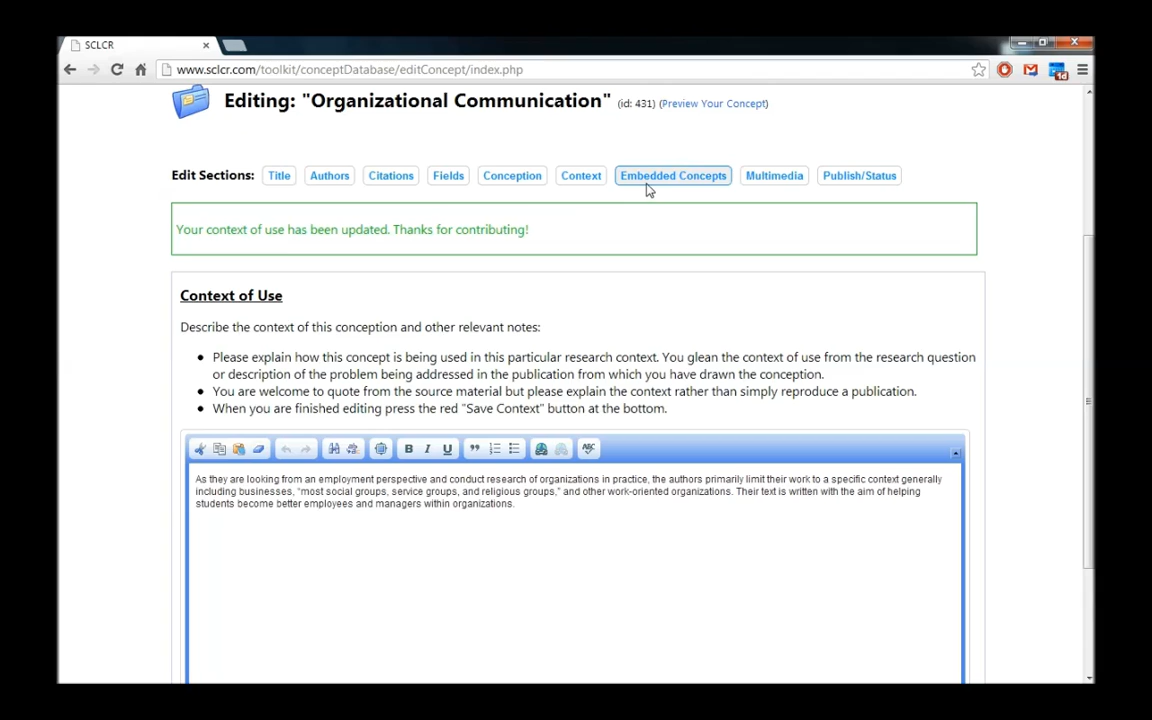 SCLCR
www.sclcr.com/toolkit/conceptDatabase/editConcept/index.php
Editing: "Organizational Communication" (id: 431) (Preview Your Concept)
Edit Sections: Title Authors Citations Fields Conception Context Embedded Concepts Multimedia Publish/Status
Your context of use has been updated. Thanks for contributing!
Context of Use
Describe the context of this conception and other relevant notes:
Please explain how this concept is being used in this particular research context. You glean the context of use from the research question
or description of the problem being addressed in the publication from which you have drawn the conception.
You are welcome to quote from the source material but please explain the context rather than simply reproduce a publication.
When you are finished editing press the red "Save Context" button at the bottom.
B I U ABC
As they are looking from an employment perspective and conduct research of organizations in practice, the authors primarily limit their work to a specific context generally
including businesses, "most social groups, service groups, and religious groups," and other work-oriented organizations. Their text is written with the aim of helping
students become better employees and managers within organizations.